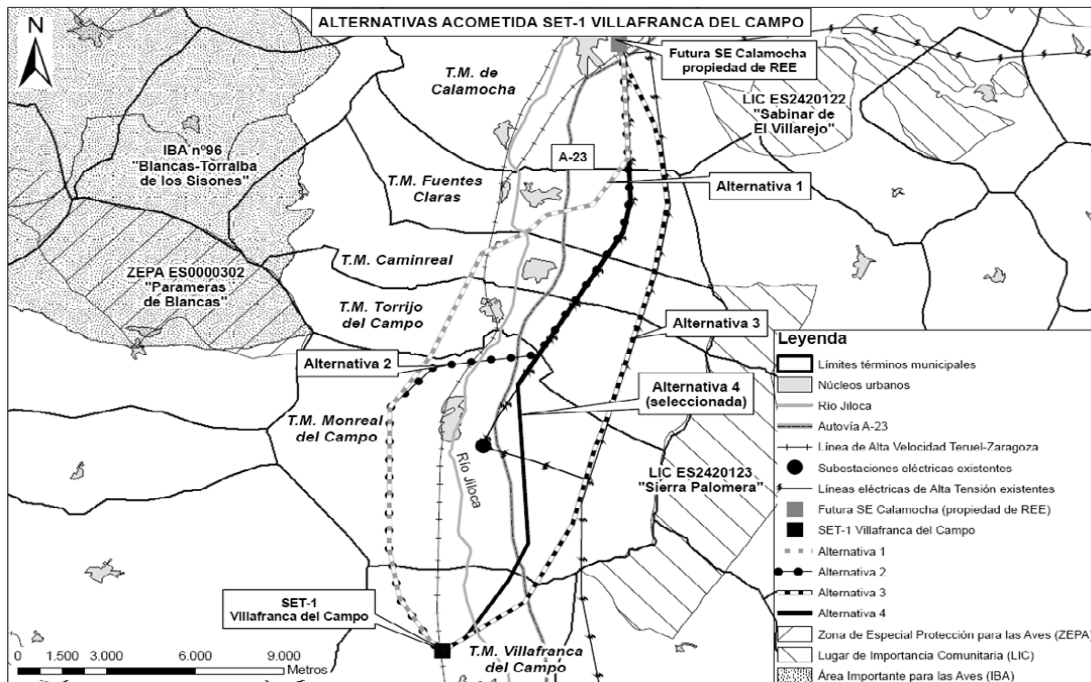 ALTERNATIVAS ACOMETIDA SET-1 VILLAFRANCA DEL CAMPO
N
T.M. de
Calamocha
Futura SE Calamocha
propiedad de REE
LIC ES2420122
"Sabinar de
El Villarejo"
IBA nº96
"Blancas-Torralba
de los Sisones"
A-23
T.M. Fuentes
Claras
Alternativa 1
T.M. Caminreal
ZEPA ES0000302
"Parameras
de Blancas"
T.M. Torrijo
del Campo
Alternativa 3
Alternativa 2
Alternativa 4
(seleccionada)
T.M. Monreal
del Campo
Río Jiloca
LIC ES2420123
"Sierra Palomera"
SET-1
Villafranca del Campo
T.M. Villafranca
del Campo
0 1.500 3.000 6.000 9.000
Metros
Leyenda
Límites términos municipales
Núcleos urbanos
Río Jiloca
Autovía A-23
Línea de Alta Velocidad Teruel-Zaragoza
Subestaciones eléctricas existentes
Líneas eléctricas de Alta Tensión existentes
Futura SE Calamocha (propiedad de REE)
SET-1 Villafranca del Campo
Alternativa 1
Alternativa 2
Alternativa 3
Alternativa 4
Zona de Especial Protección para las Aves (ZEPA)
Lugar de Importancia Comunitaria (LIC)
Área Importante para las Aves (IBA)